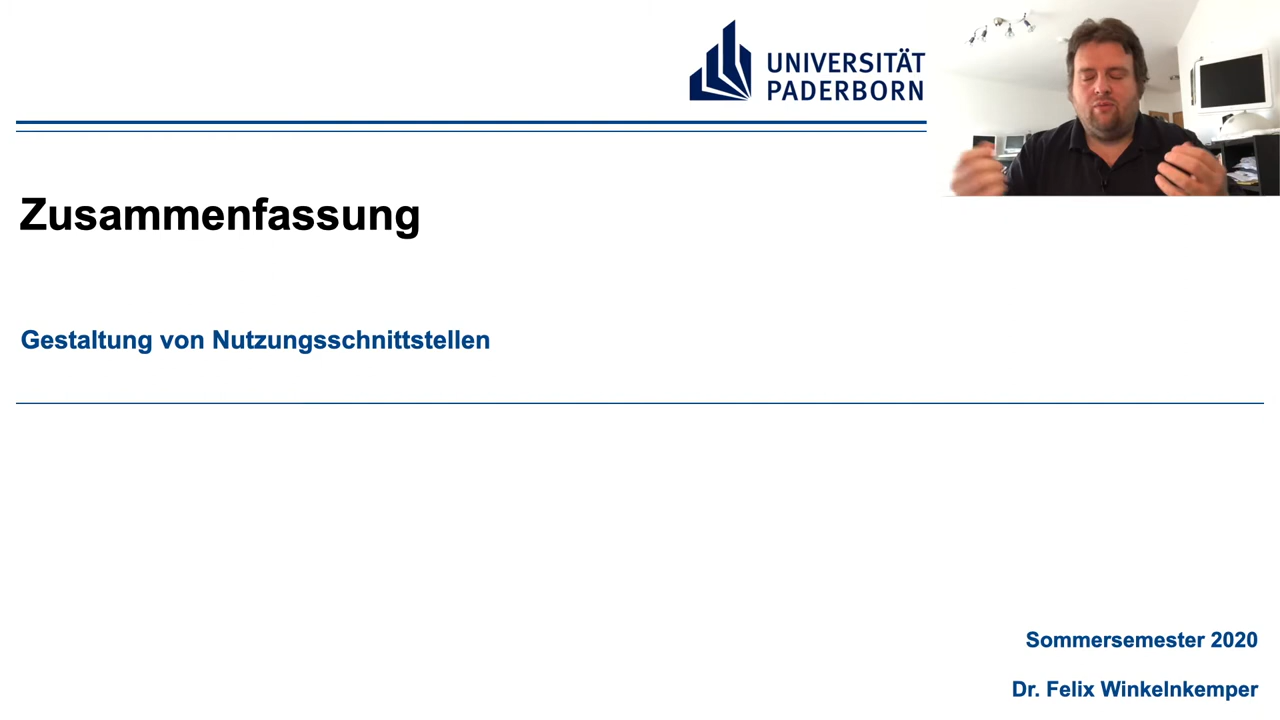 UNIVERSITÄT
PADERBORN
Zusammenfassung
Gestaltung von Nutzungsschnittstellen
Sommersemester 2020
Dr. Felix Winkelnkemper